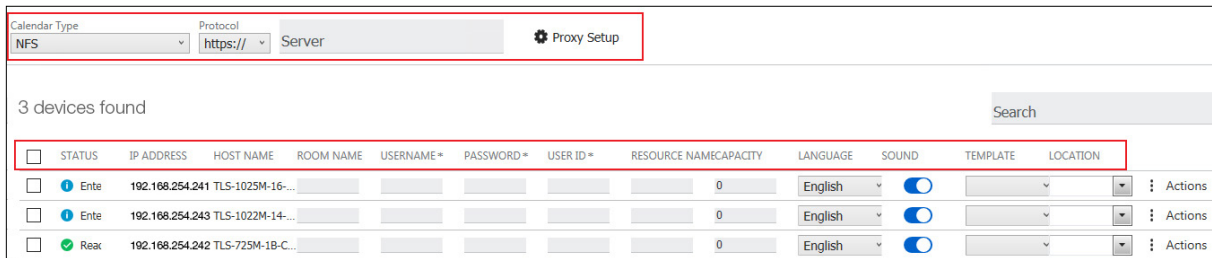 Calendar Type Protocol
NFS https:// Server Proxy Setup
3 devices found
Search
STATUS IP ADDRESS HOST NAME ROOM NAME USERNAME* PASSWORD* USER ID* RESOURCE NAMECAPACITY LANGUAGE SOUND TEMPLATE LOCATION
Ente 192.168.254.241 TLS-1025M-16-... 0 English Actions
Ente 192.168.254.243 TLS-1022M-14-... 0 English Actions
Reac 192.168.254.242 TLS-725M-1B-C... 0 English Actions